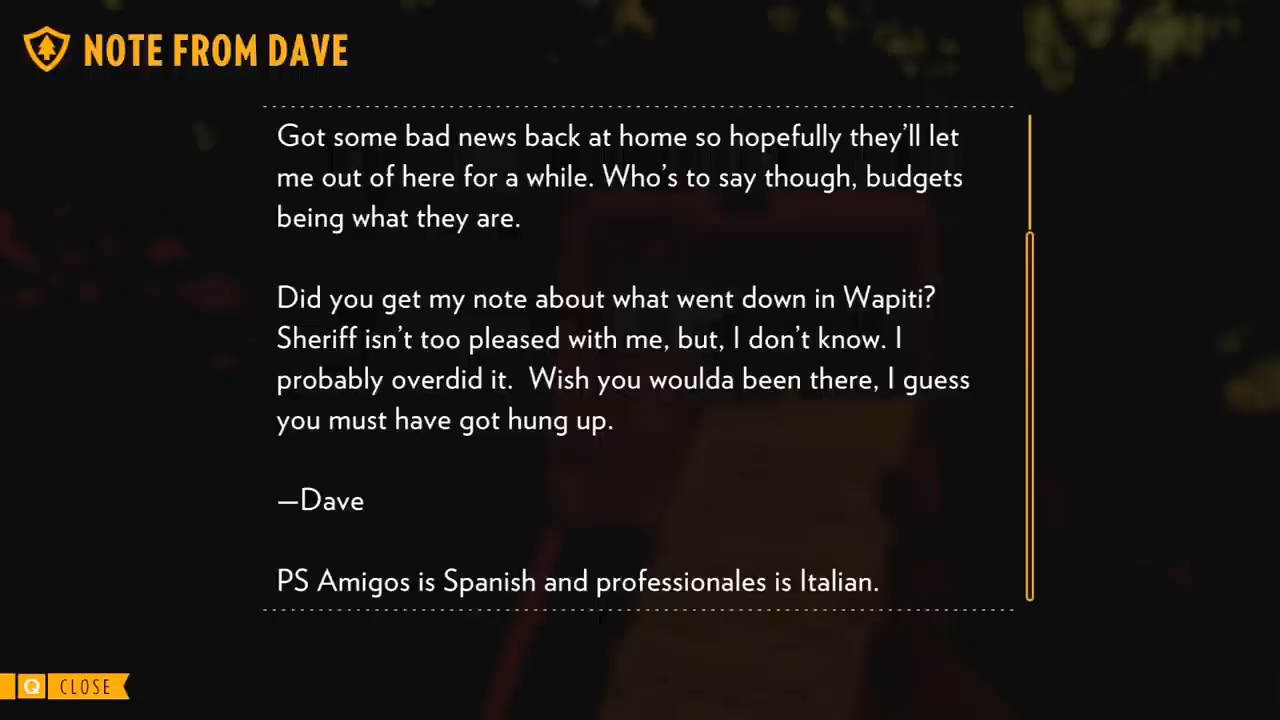 NOTE FROM DAVE
Got some bad news back at home so hopefully they'll let
me out of here for a while. Who's to say though, budgets
being what they are.
Did you get my note about what went down in Wapiti?
Sheriff isn't too pleased with me, but, I don't know. I
probably overdid it.  Wish you woulda been there, I guess
you must have got hung up.
—Dave
PS Amigos is Spanish and professionales is Italian.
Q CLOSE